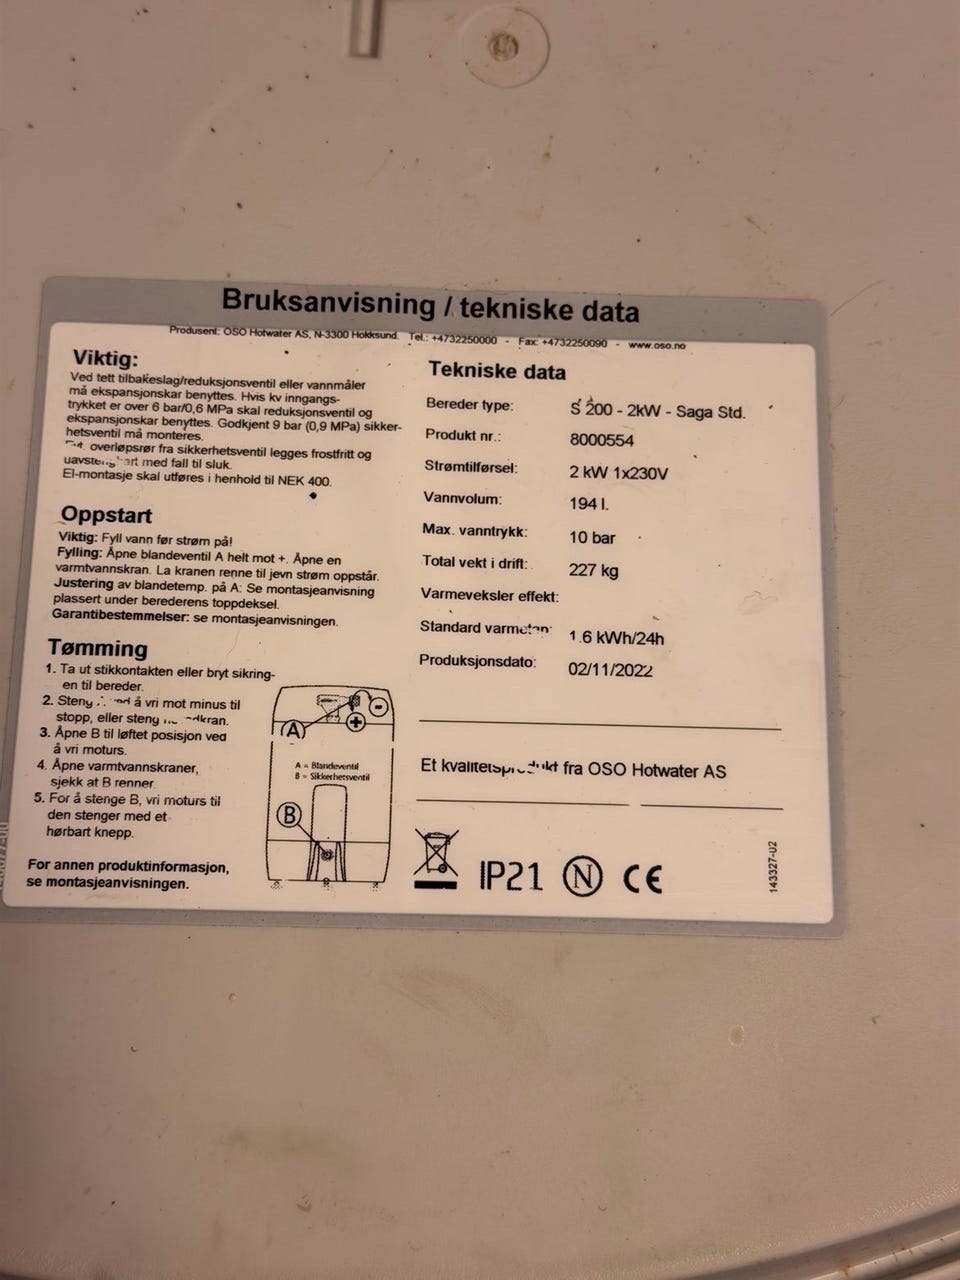 Bruksanvisning / tekniske data
Produsent: OSO Hotwater AS, N-3300 Hokksund. Tel.: +4732250000 - Fax: +4732250090 - www.oso.no
Viktig:
Ved tett tilbakeslag/reduksjonsventil eller vannmåler
må ekspansjonskar benyttes. Hvis kv inngangs-
trykket er over 6 bar/0,6 MPa skal reduksjonsventil og
ekspansjonskar benyttes. Godkjent 9 bar (0,9 MPa) sikker-
hetsventil må monteres.
overløpsrør fra sikkerhetsventil legges frostfritt og
med fall til sluk.
El-montasje skal utføres i henhold til NEK 400.
Oppstart
Viktig: Fyll vann før strøm på!
Fylling: Åpne blandeventil A helt mot +. Åpne en
varmtvannskran. La kranen renne til jevn strøm oppstår.
Justering av blandetemp. på A: Se montasjeanvisning
plassert under berederens toppdeksel.
Garantibestemmelser: se montasjeanvisningen.
Tømming
1. Ta ut stikkontakten eller bryt sikring-
en til bereder.
2. Steng å vri mot minus til
stopp, eller steng
3. Åpne B til løftet posisjon ved
å vri moturs.
4. Åpne varmtvannskraner,
sjekk at B renner.
5. For å stenge B, vri moturs til
den stenger med et
hørbart knepp.
For annen produktinformasjon,
se montasjeanvisningen.
A
+
-
A = Blandeventil
B = Sikkerhetsventil
B
Tekniske data
Bereder type: S 200 - 2kW - Saga Std.
Produkt nr.: 8000554
Strømtilførsel: 2 kW 1x230V
Vannvolum: 194 l.
Max. vanntrykk: 10 bar
Total vekt i drift: 227 kg
Varmeveksler effekt:
Standard 1.6 kWh/24h
Produksjonsdato: 02/11/2022
Et fra OSO Hotwater AS
IP21 N CE
143327-02